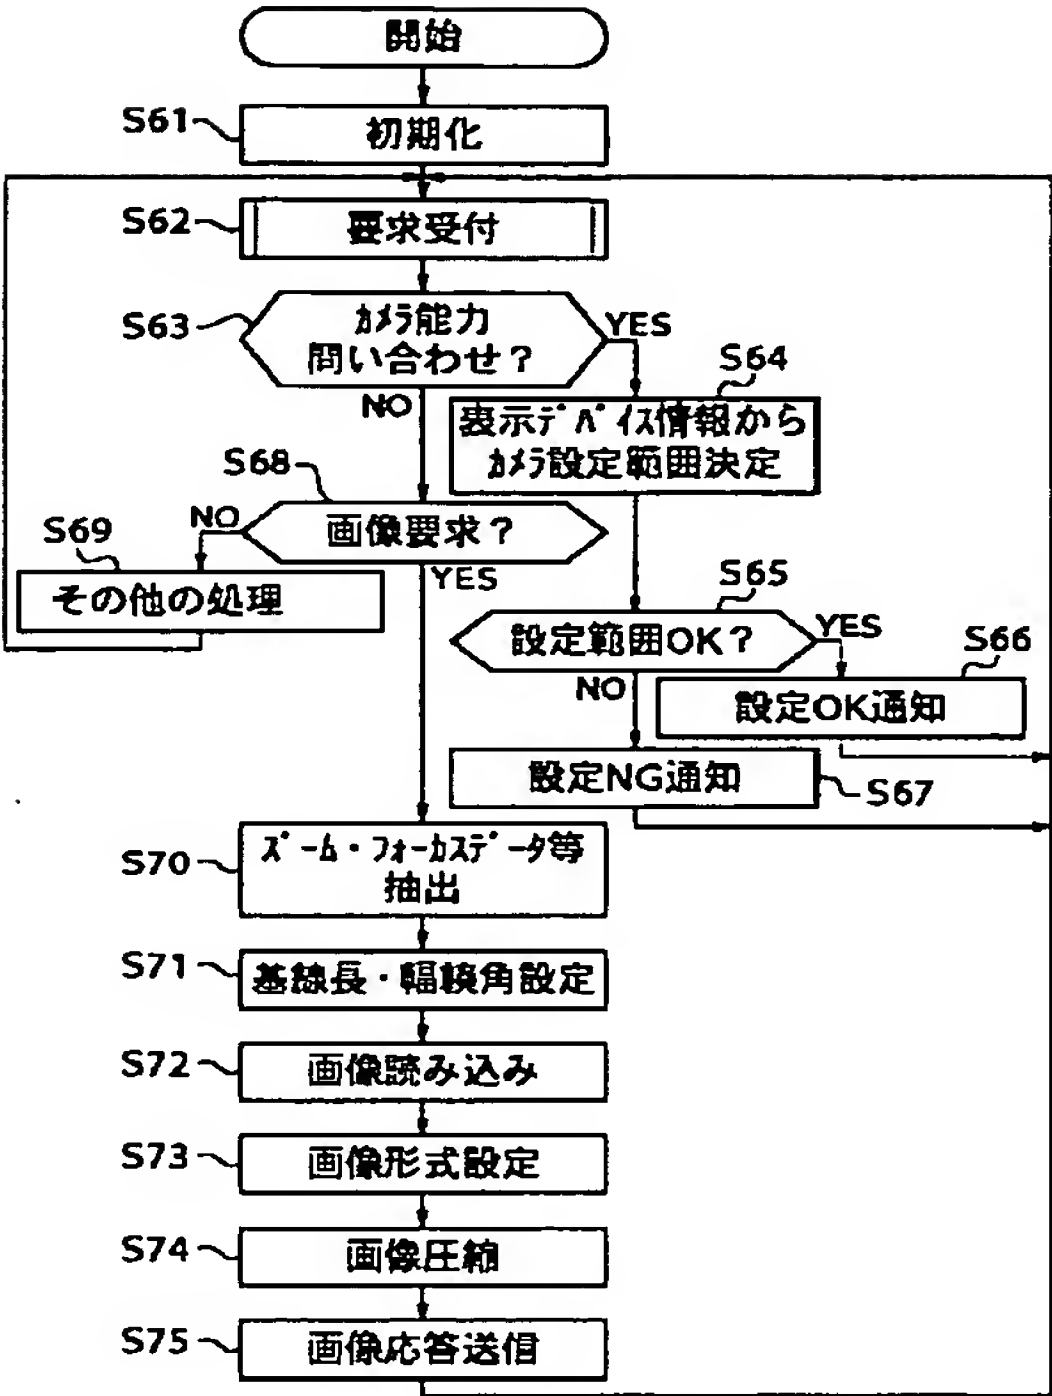 開始
S61
初期化
S62
要求受付
S63
カメラ能力
問い合わせ?
YES
NO
S64
表示デバイス情報から
カメラ設定範囲決定
S68
画像要求?
NO
YES
S69
その他の処理
S65
設定範囲OK?
YES
NO
S66
設定OK通知
設定NG通知
S67
S70
ズーム・フォーカスデータ等
抽出
S71
基線長・輻輳角設定
S72
画像読み込み
S73
画像形式設定
S74
画像圧縮
S75
画像応答送信